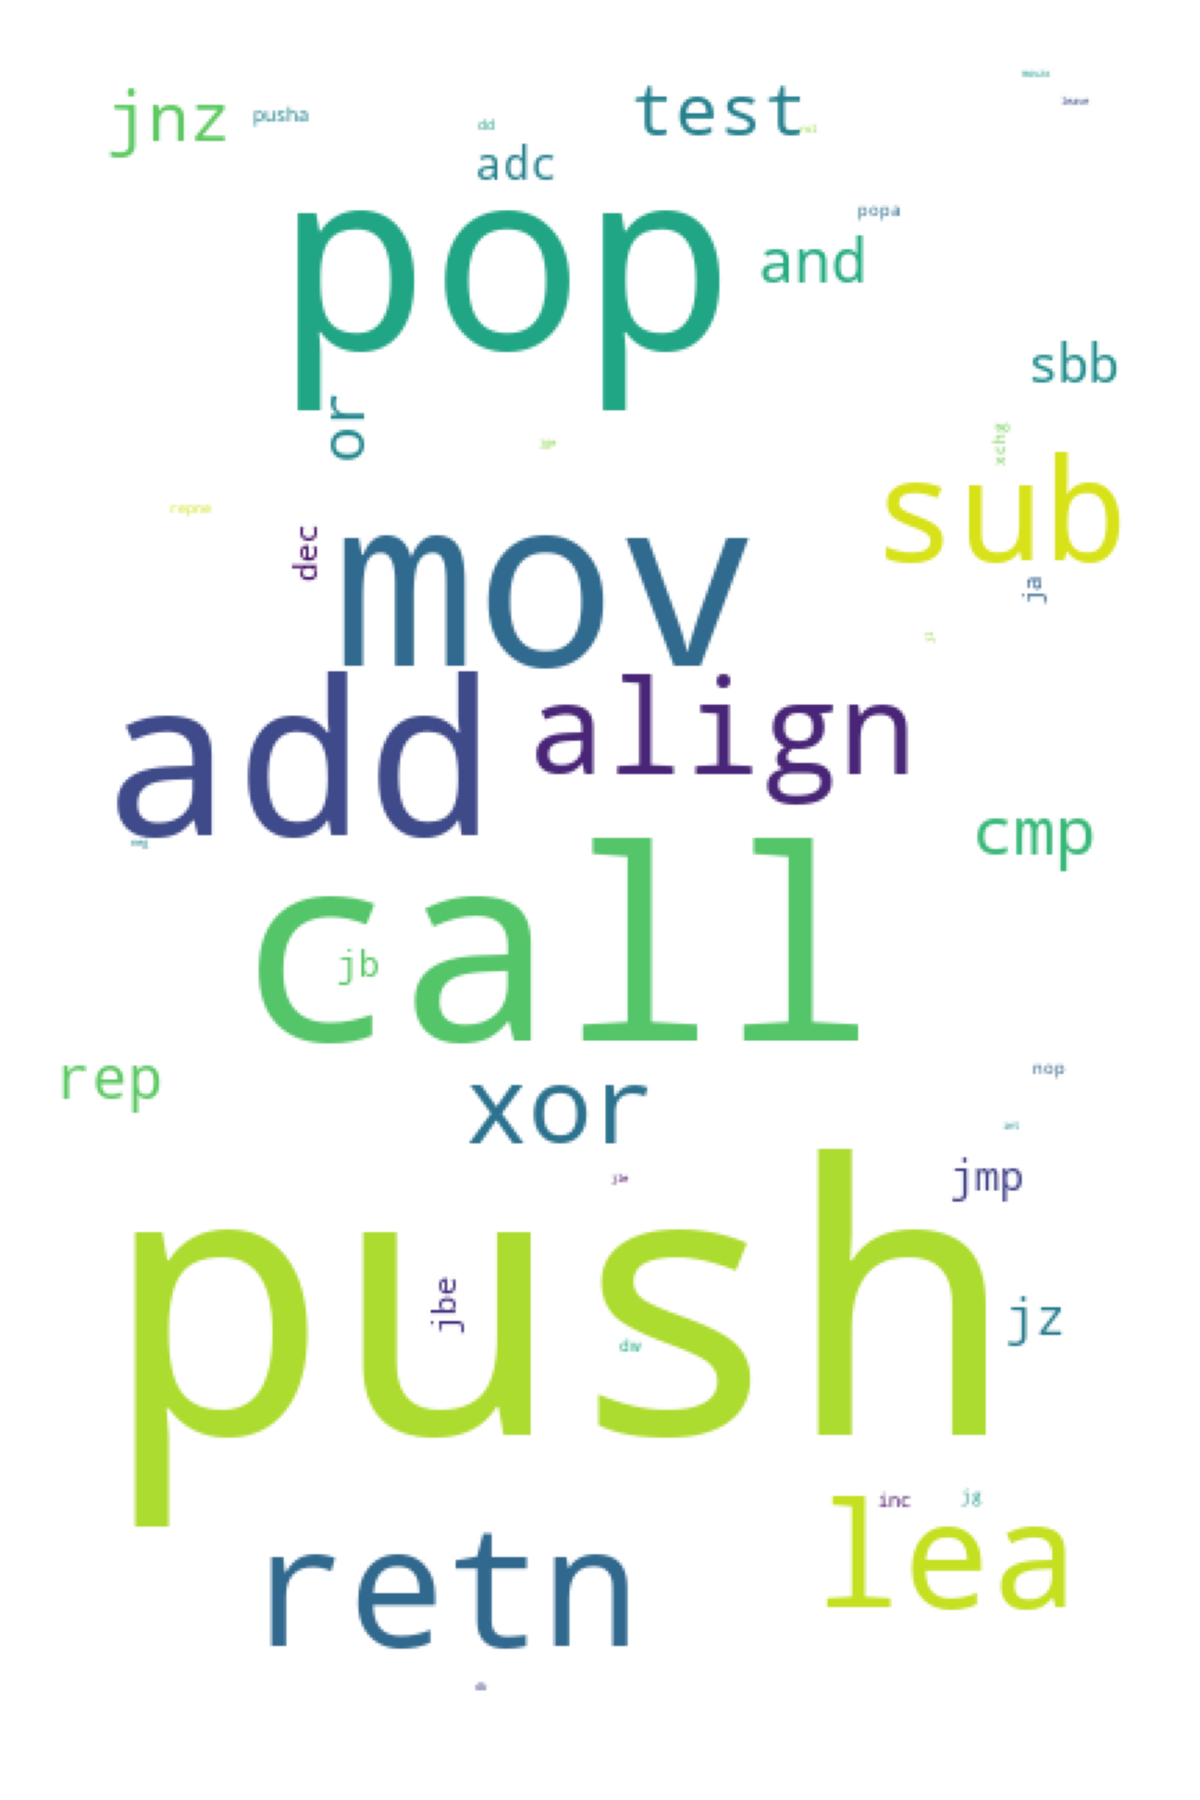 jnz
pusha
dd
adc
test
leave
pop
popa
and
sbb
or
xchg
sub
repne
dec
mov
ja
add
align
cmp
call
jb
rep
xor
nop
jmp
push
jbe
dw
jz
inc
jg
lea
retn